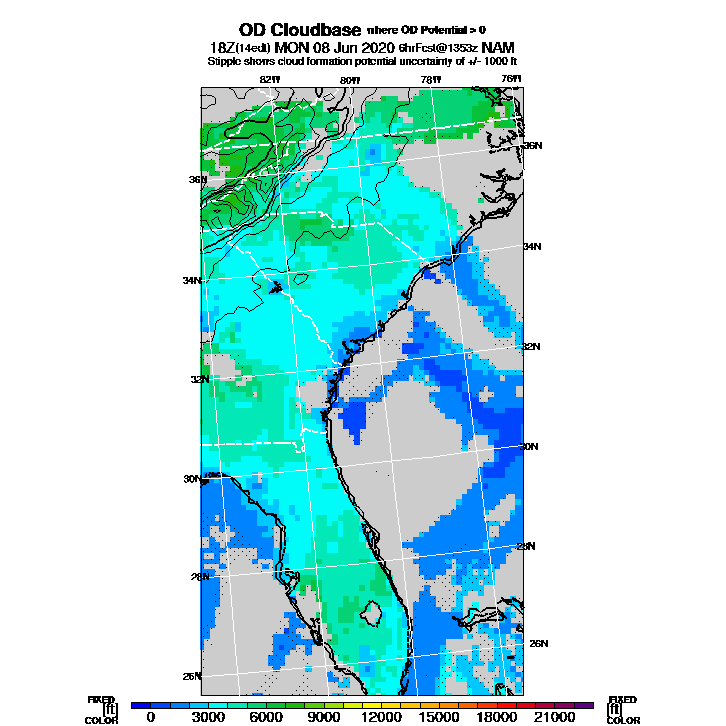 OD Cloudbase where OD Potential > 0
18Z(14edt) MON 08 Jun 2020 6hrFcst@1353z NAM
Stipple shows cloud formation potential uncertainty of +/- 1000 ft
82W 80W 78W 76W
36N
36N
34N
34N
32N
32N
30N
30N
28N
28N
26N
26N
FIXED FIXED
[ft] [ft]
COLOR COLOR
0 3000 6000 9000 12000 15000 18000 21000